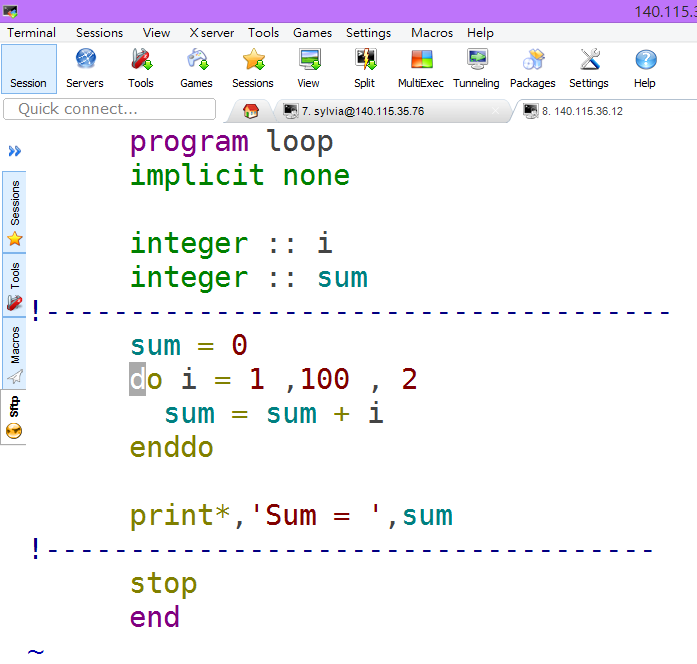 140.115.3
Terminal Sessions View X server Tools Games Settings Macros Help
Session Servers Tools Games Sessions View Split MultiExec Tunneling Packages Settings Help
Quick connect... 7. sylvia@140.115.35.76 8. 140.115.36.12
Sessions
Tools
Macros
Sftp
program loop
implicit none
integer :: i
integer :: sum
!-------------------------------------
sum = 0
do i = 1 ,100 , 2
sum = sum + i
enddo
print*,'Sum = ',sum
!------------------------------------
stop
end
~